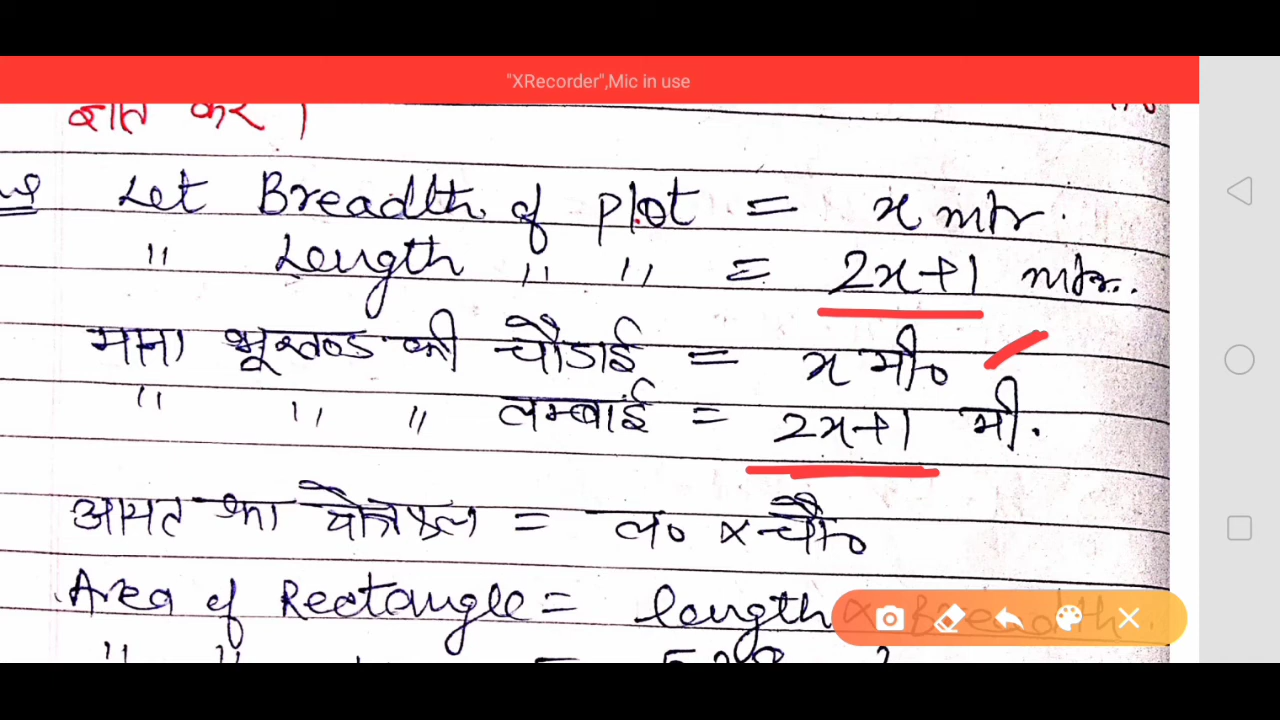 "XRecorder",Mic in use
ज्ञात करें।
Let Breadth of plot = x mtr.
" Length " " = 2x+1 mtr..
माना भूखण्ड की चौडाई = x मी०
" " " लम्बाई = 2x+1 मी.
आयत का क्षेत्रफल = ल० × चौ०
Area of Rectangle = length × Breadth.
" " = 528